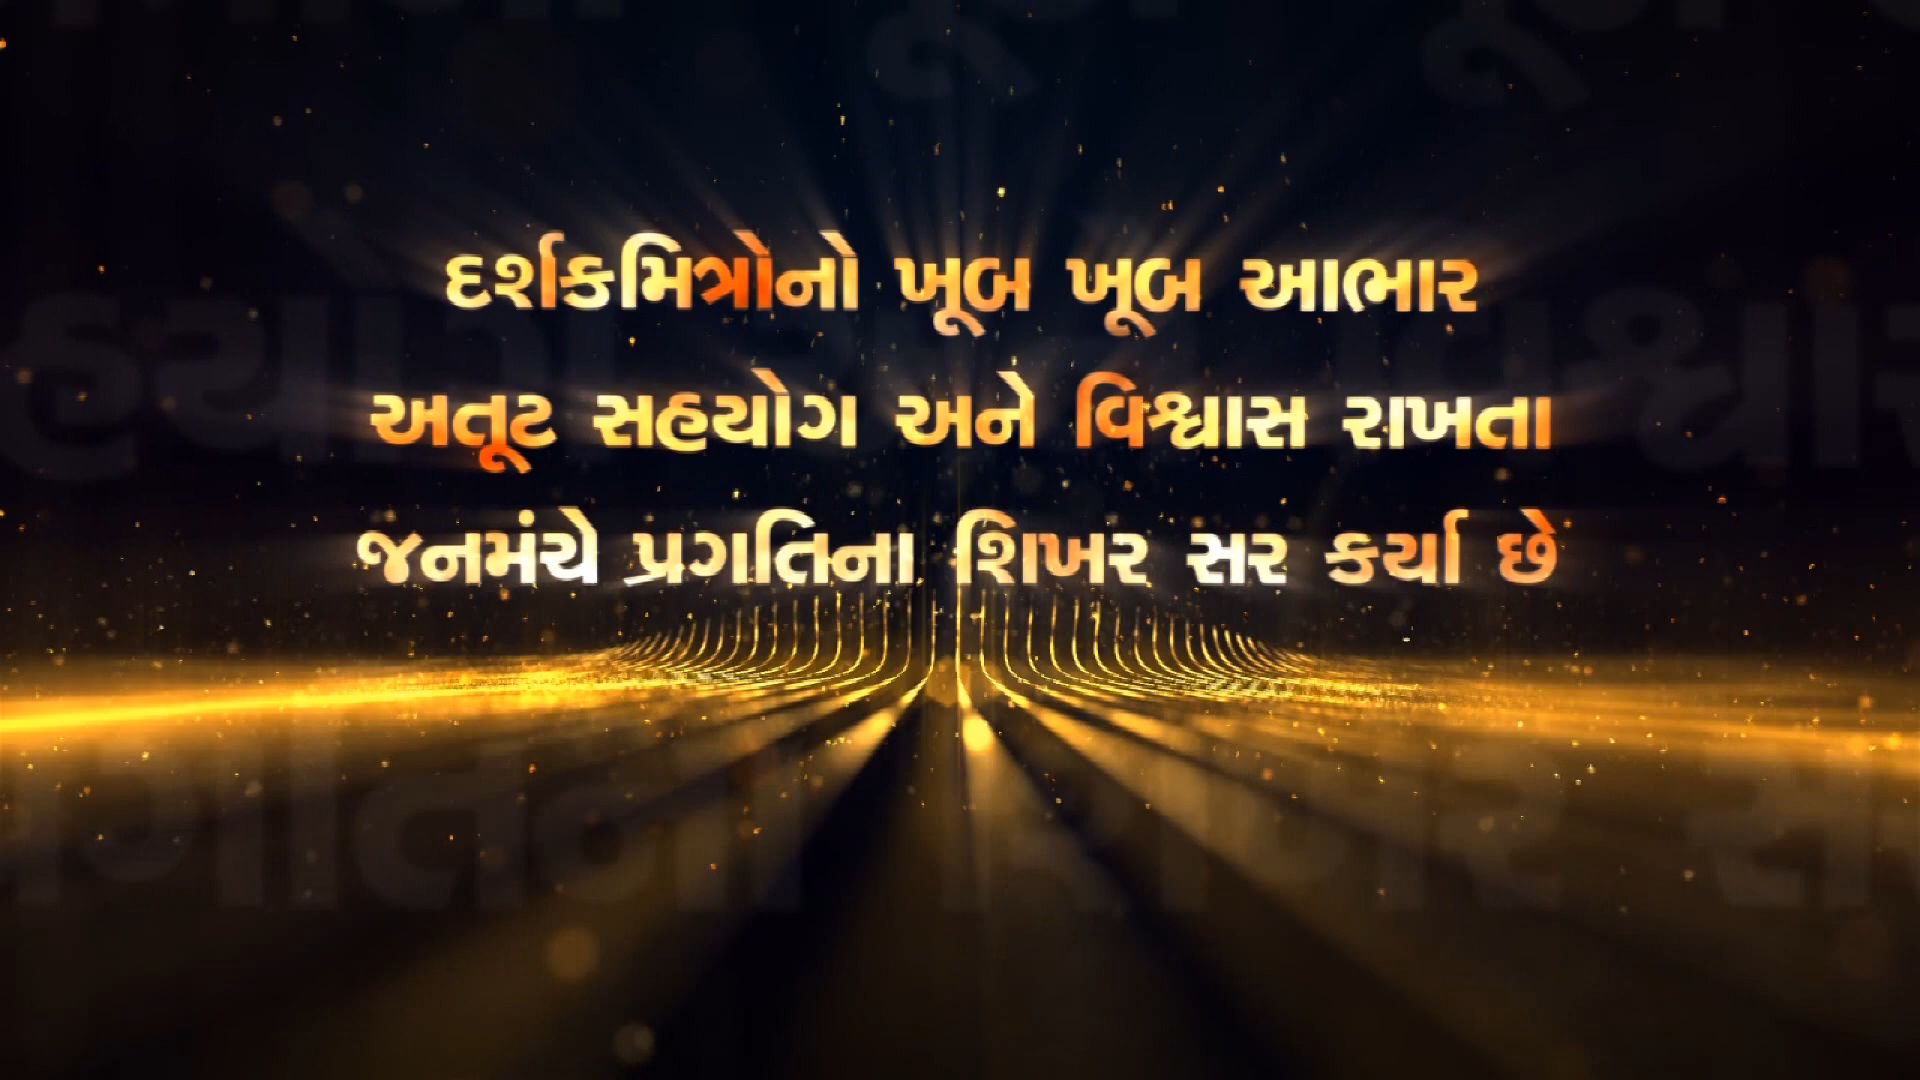 દર્શકમિત્રોનો ખૂબ ખૂબ આભાર
અતૂટ સહયોગ અને વિશ્વાસ રાખતા
જનમંચે પ્રગતિના શિખર સર કર્યા છે